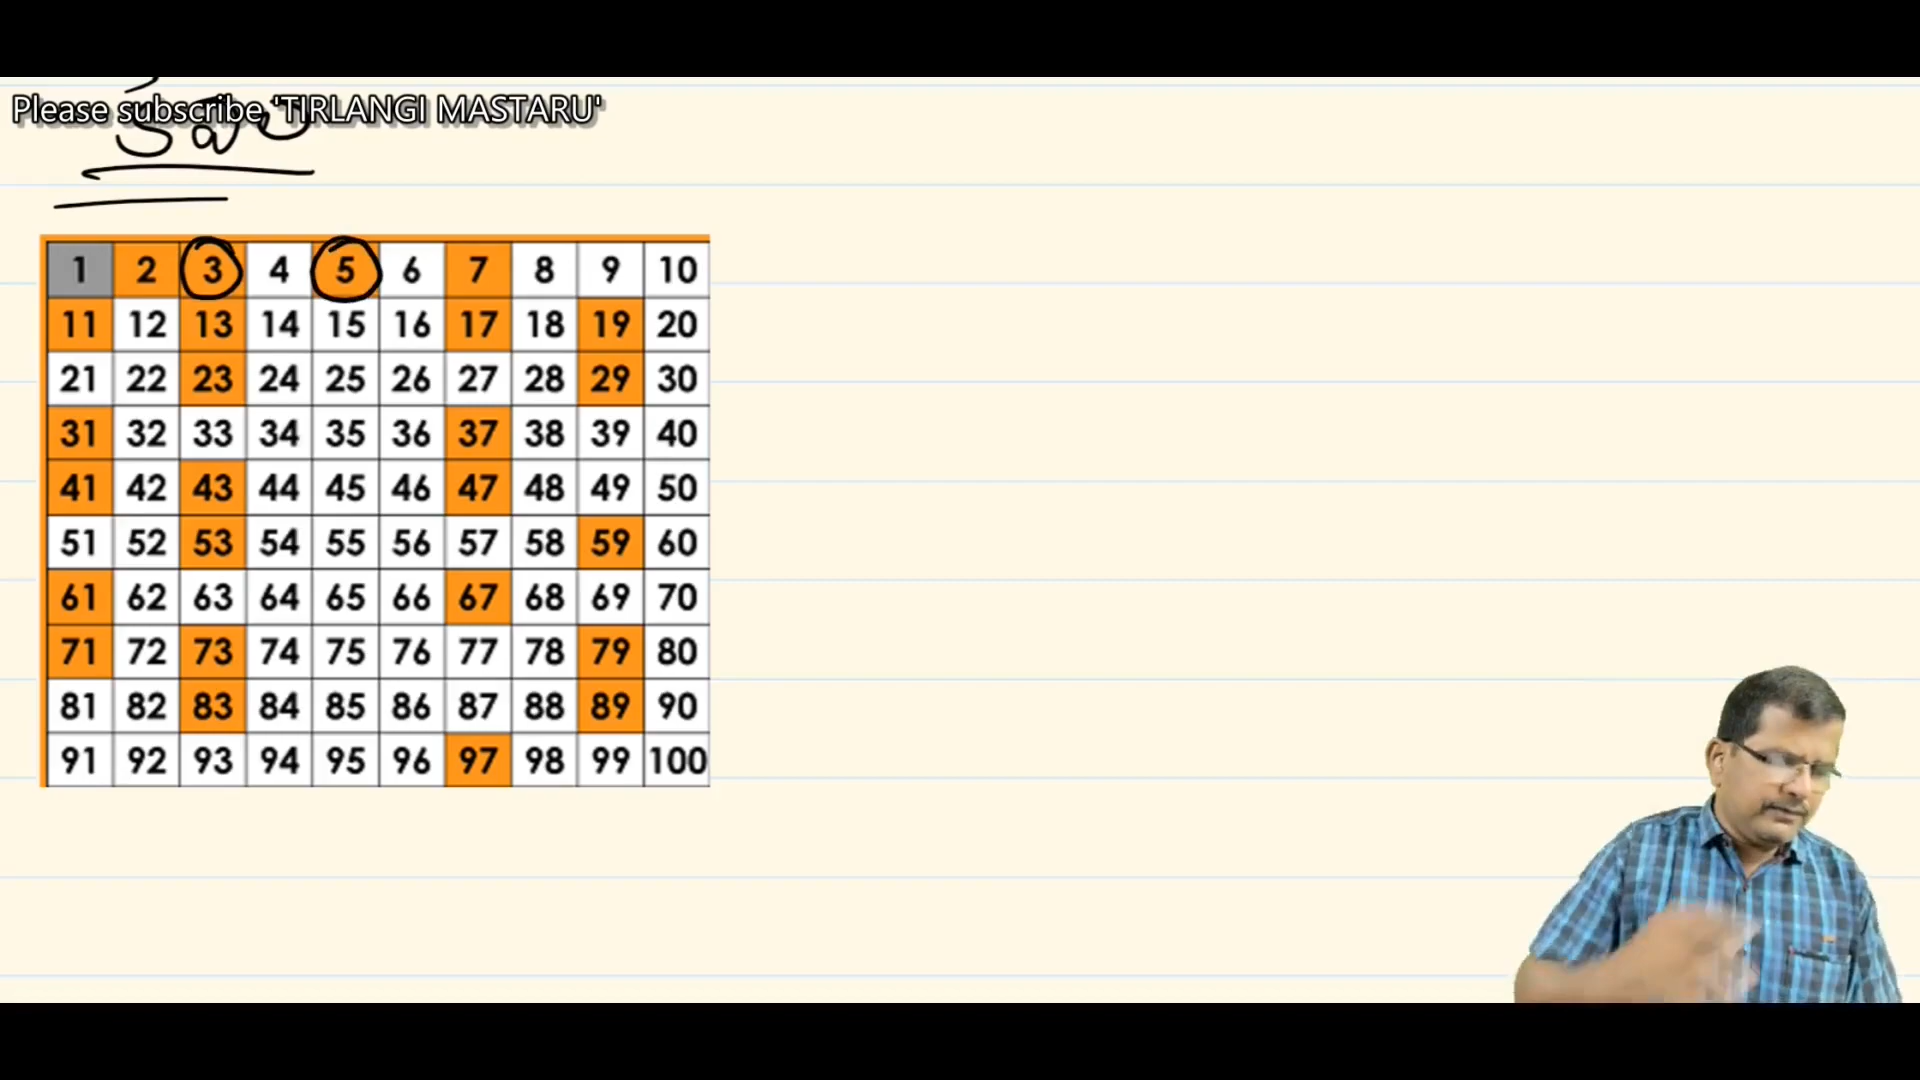 Please subscribe 'TIRLANGI MASTARU'
1 2 3 4 5 6 7 8 9 10
11 12 13 14 15 16 17 18 19 20
21 22 23 24 25 26 27 28 29 30
31 32 33 34 35 36 37 38 39 40
41 42 43 44 45 46 47 48 49 50
51 52 53 54 55 56 57 58 59 60
61 62 63 64 65 66 67 68 69 70
71 72 73 74 75 76 77 78 79 80
81 82 83 84 85 86 87 88 89 90
91 92 93 94 95 96 97 98 99 100